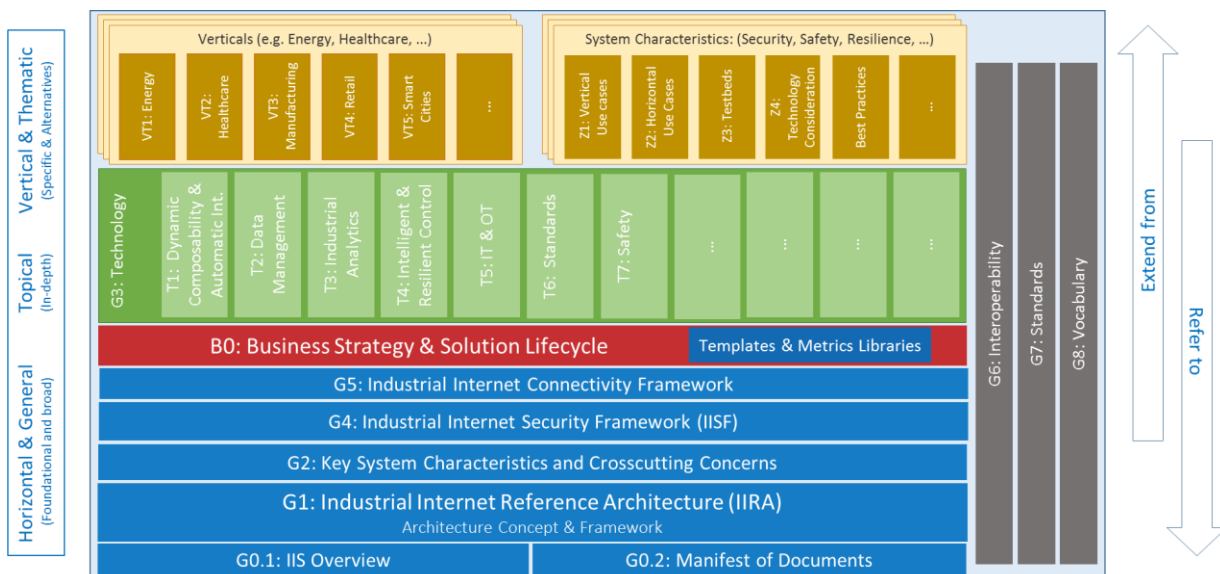 Verticals (e.g. Energy, Healthcare, ...)
System Characteristics: (Security, Safety, Resilience, ...)
VT1: Energy
VT2:
Healthcare
VT3:
Manufacturing
VT4: Retail
VT5: Smart
Cities
...
Z1: Vertical
Use cases
Z2: Horizontal
Use Cases
Z3: Testbeds
Z4:
Technology
Consideration
Best Practices
...
Vertical & Thematic
(Specific & Alternatives)
Topical
(In-depth)
Horizontal & General
(Foundational and broad)
G3: Technology
T1: Dynamic
Composability &
Automatic Int.
T2: Data
Management
T3: Industrial
Analytics
T4: Intelligent &
Resilient Control
T5: IT & OT
T6: Standards
T7: Safety
...
...
...
...
B0: Business Strategy & Solution Lifecycle
Templates & Metrics Libraries
G5: Industrial Internet Connectivity Framework
G4: Industrial Internet Security Framework (IISF)
G2: Key System Characteristics and Crosscutting Concerns
G1: Industrial Internet Reference Architecture (IIRA)
Architecture Concept & Framework
G0.1: IIS Overview
G0.2: Manifest of Documents
G6: Interoperability
G7: Standards
G8: Vocabulary
Extend from
Refer to